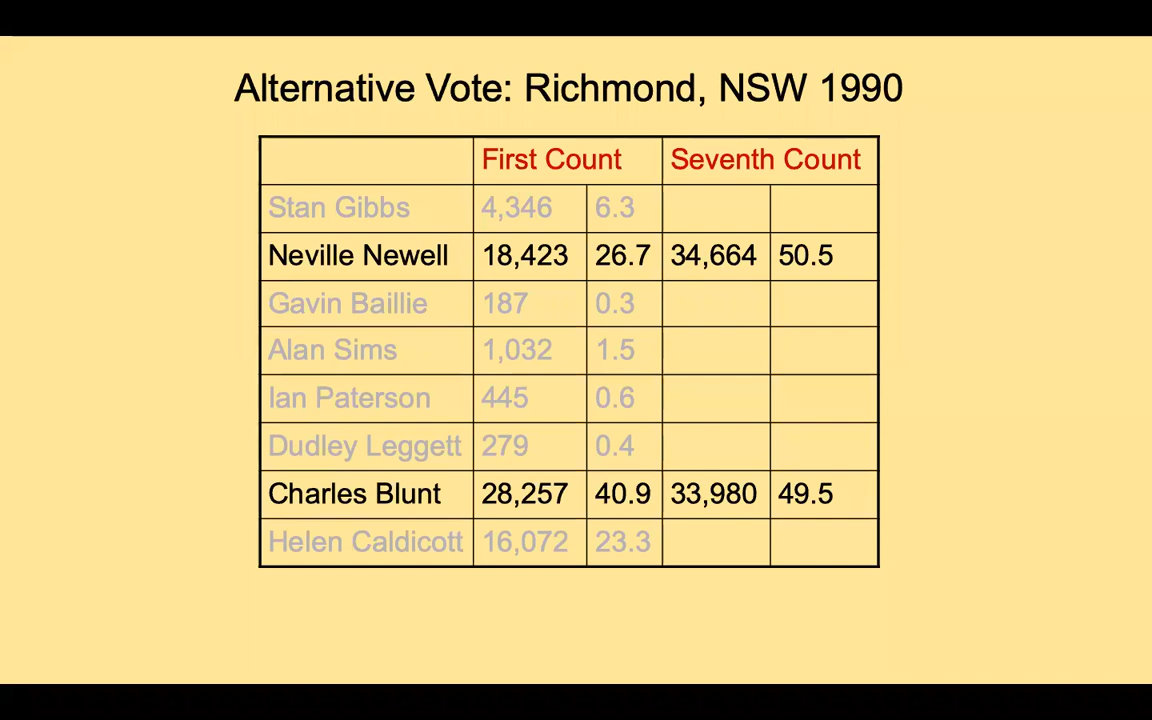 Alternative Vote: Richmond, NSW 1990
First Count Seventh Count
Stan Gibbs 4,346 6.3
Neville Newell 18,423 26.7 34,664 50.5
Gavin Baillie 187 0.3
Alan Sims 1,032 1.5
Ian Paterson 445 0.6
Dudley Leggett 279 0.4
Charles Blunt 28,257 40.9 33,980 49.5
Helen Caldicott 16,072 23.3